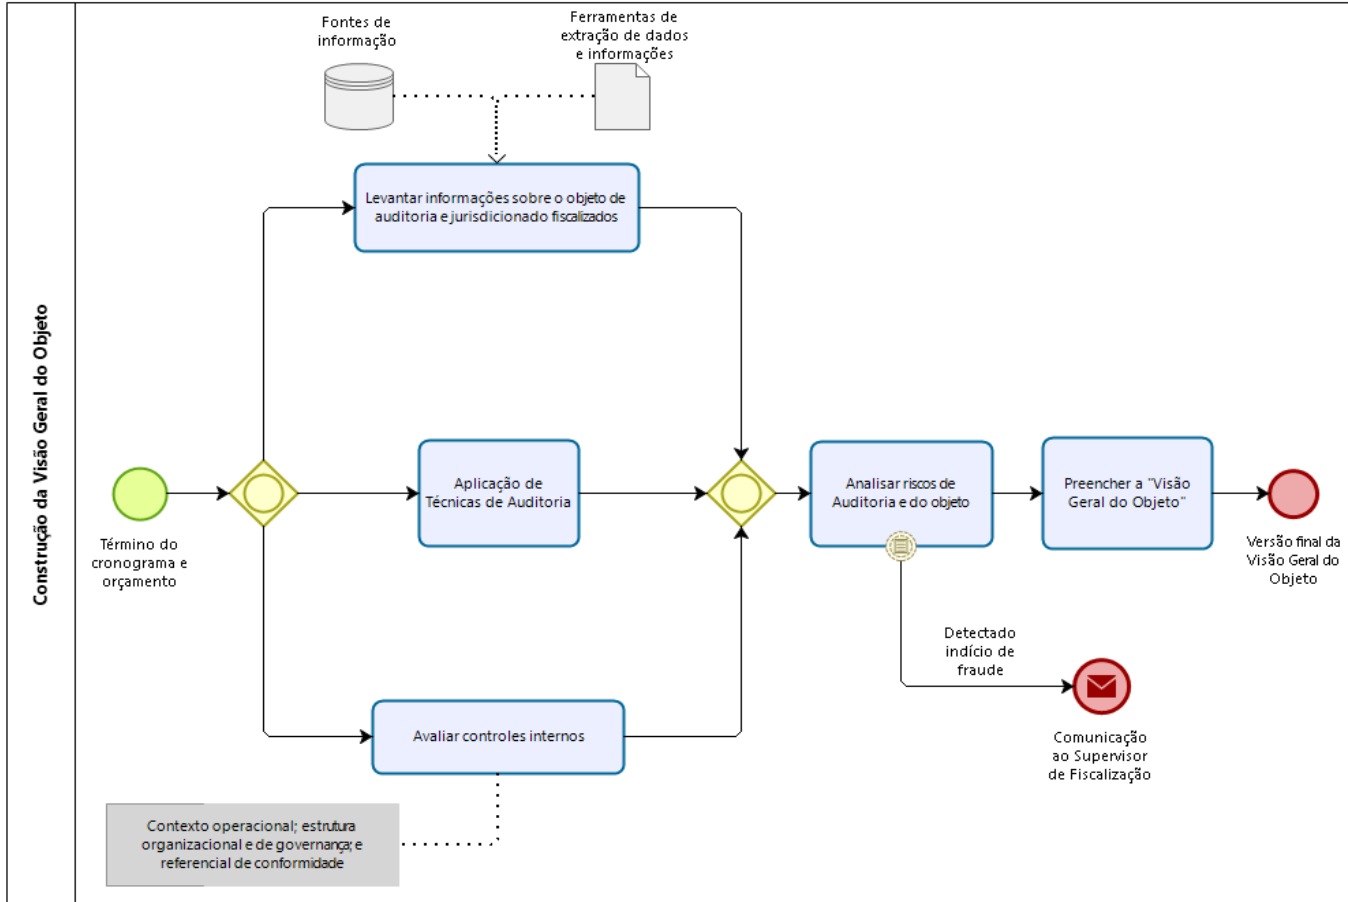 Construção da Visão Geral do Objeto
Fontes de
informação
Ferramentas de
extração de dados
e informações
Levantar informações sobre o objeto de
auditoria e jurisdicionado fiscalizados
Término do
cronograma e
orçamento
Aplicação de
Técnicas de Auditoria
Analisar riscos de
Auditoria e do objeto
Preencher a "Visão
Geral do Objeto"
Versão final da
Visão Geral do
Objeto
Detectado
indício de
fraude
Comunicação
ao Supervisor
de Fiscalização
Avaliar controles internos
Contexto operacional; estrutura
organizacional e de governança; e
referencial de conformidade